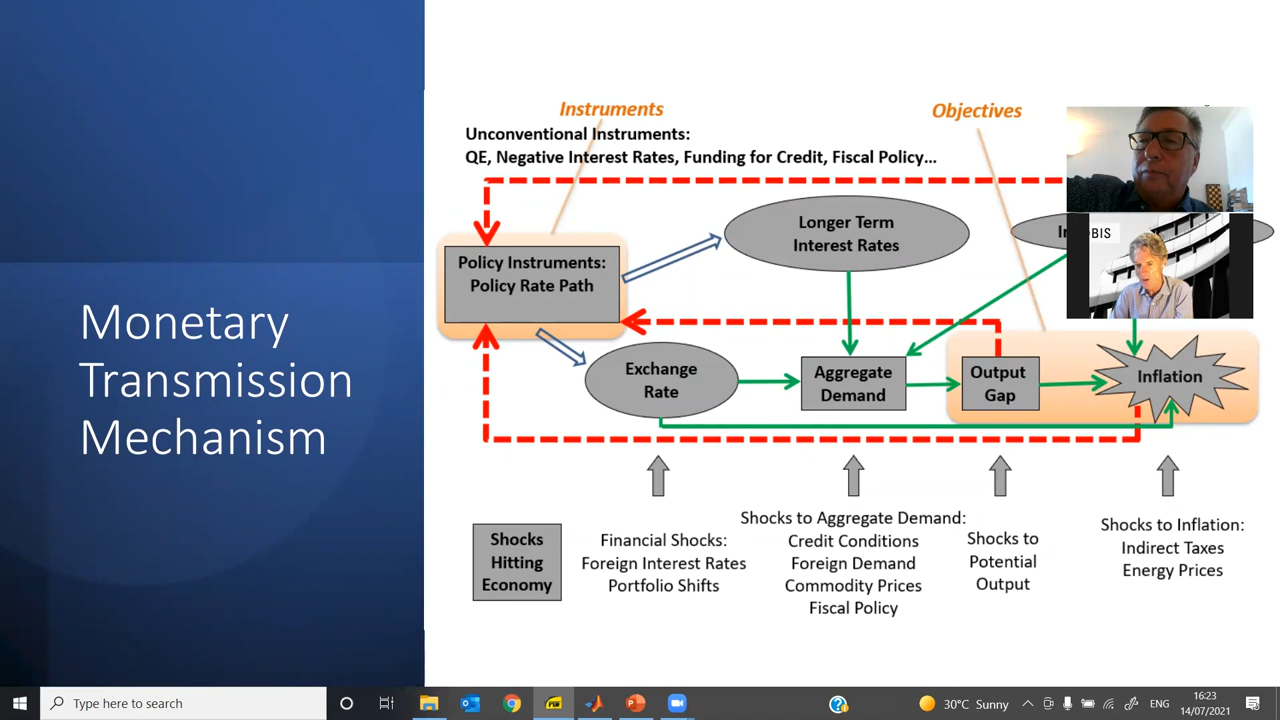 Monetary
Transmission
Mechanism
Instruments
Objectives
Unconventional Instruments:
QE, Negative Interest Rates, Funding for Credit, Fiscal Policy...
Longer Term
Interest Rates
BIS
Policy Instruments:
Policy Rate Path
Exchange
Rate
Aggregate
Demand
Output
Gap
Inflation
Shocks
Hitting
Economy
Financial Shocks:
Foreign Interest Rates
Portfolio Shifts
Shocks to Aggregate Demand:
Credit Conditions
Foreign Demand
Commodity Prices
Fiscal Policy
Shocks to
Potential
Output
Shocks to Inflation:
Indirect Taxes
Energy Prices
Type here to search
30°C Sunny
ENG
16:23
14/07/2021